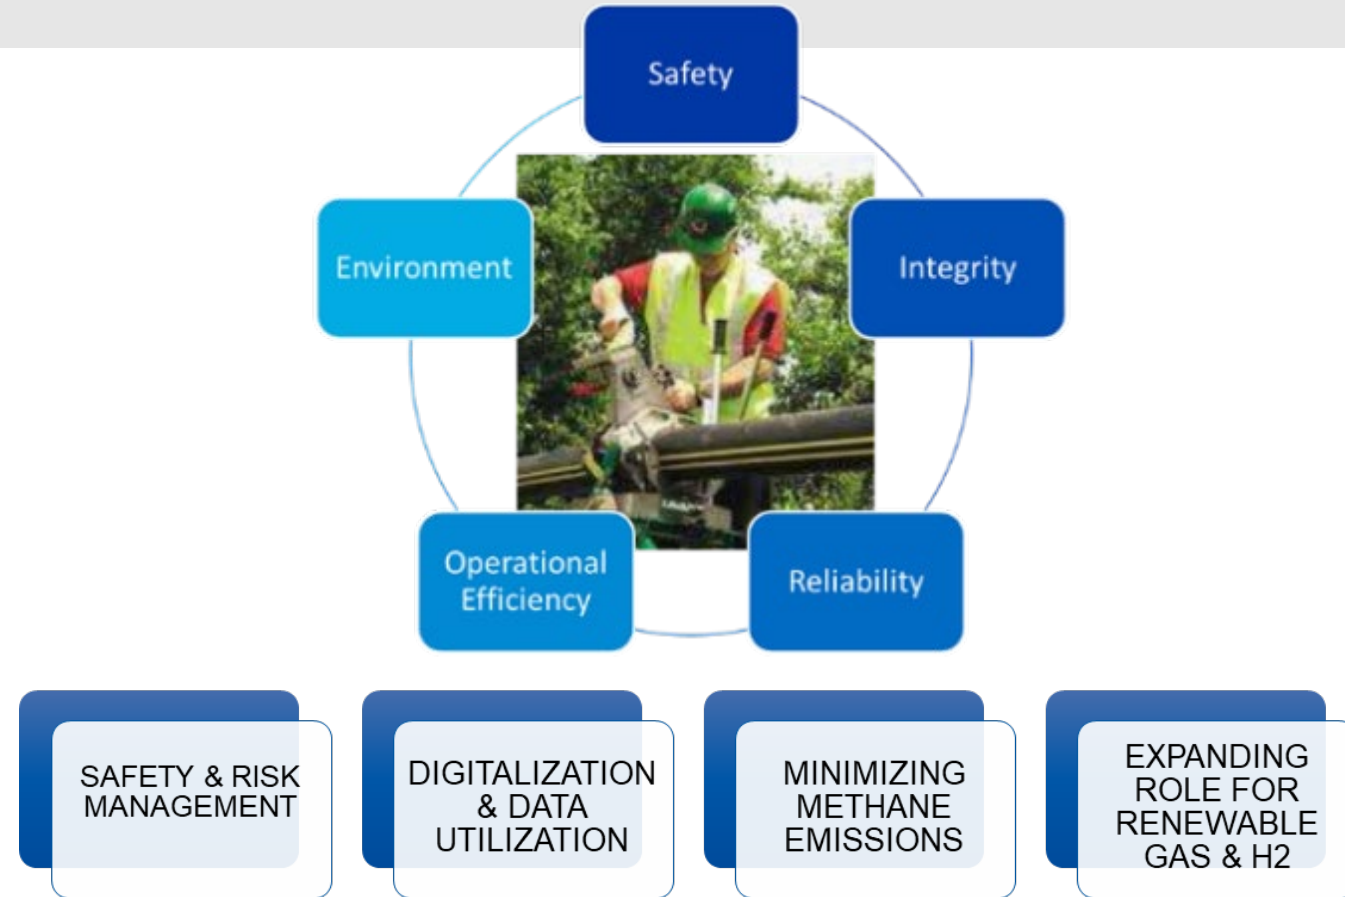 Safety
Environment
Integrity
Operational
Efficiency
Reliability
SAFETY & RISK
MANAGEMENT
DIGITALIZATION
& DATA
UTILIZATION
MINIMIZING
METHANE
EMISSIONS
EXPANDING
ROLE FOR
RENEWABLE
GAS & H2